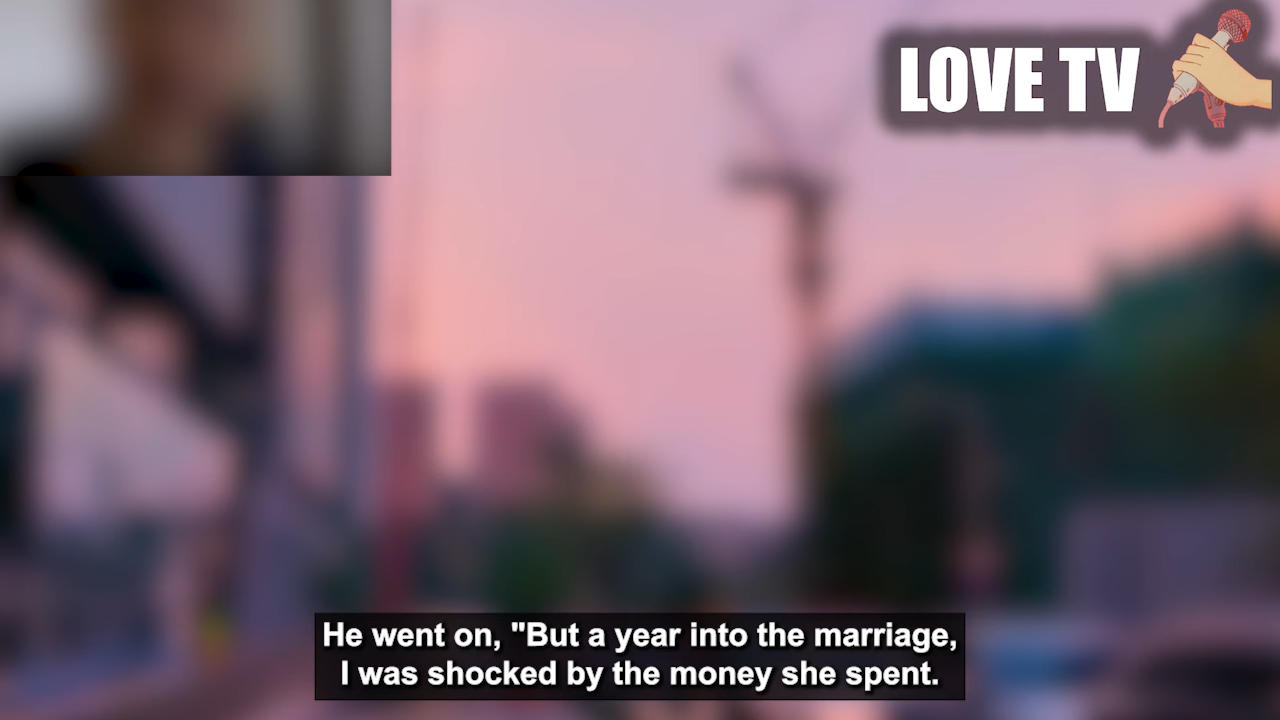 LOVE TV
He went on, "But a year into the marriage,
I was shocked by the money she spent.